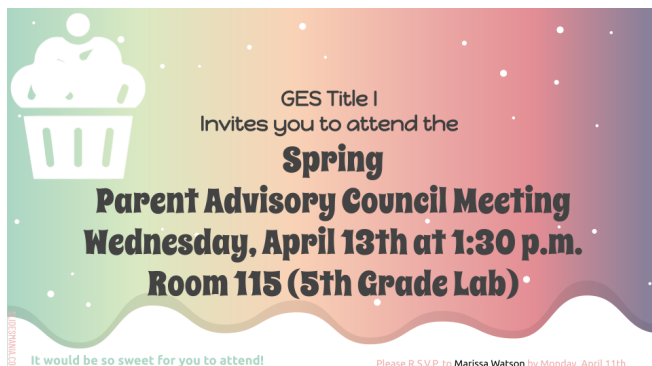 GES Title I
Invites you to attend the
Spring
Parent Advisory Council Meeting
Wednesday, April 13th at 1:30 p.m.
Room 115 (5th Grade Lab)
It would be so sweet for you to attend!
Please R.S.V.P. to Marissa Watson by Monday, April 11th